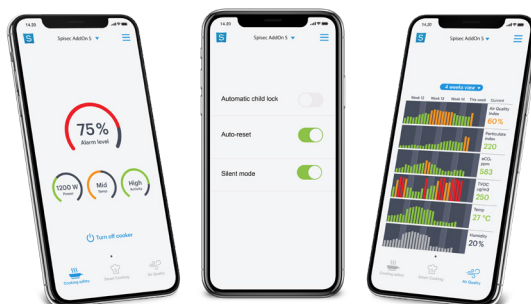 14.20
S
Spisec AddOn S
75%
Alarm level
1200 W
Power
Mid
Temp
High
Activity
Turn off cooker
Cooking safety
Smart Cooking
Air Quality
14.20
S
Spisec AddOn S
Automatic child lock
Auto-reset
Silent mode
14.20
S
Spisec AddOn S
4 weeks view
Week 12 Week 13 Week 14 This week Current
Air Quality
Index
60%
Particulate
index
220
eCO₂
ppm
583
TVOC
ug/m3
250
Temp
27 °C
Humidity
20%
Cooking safety
Smart Cooking
Air Quality